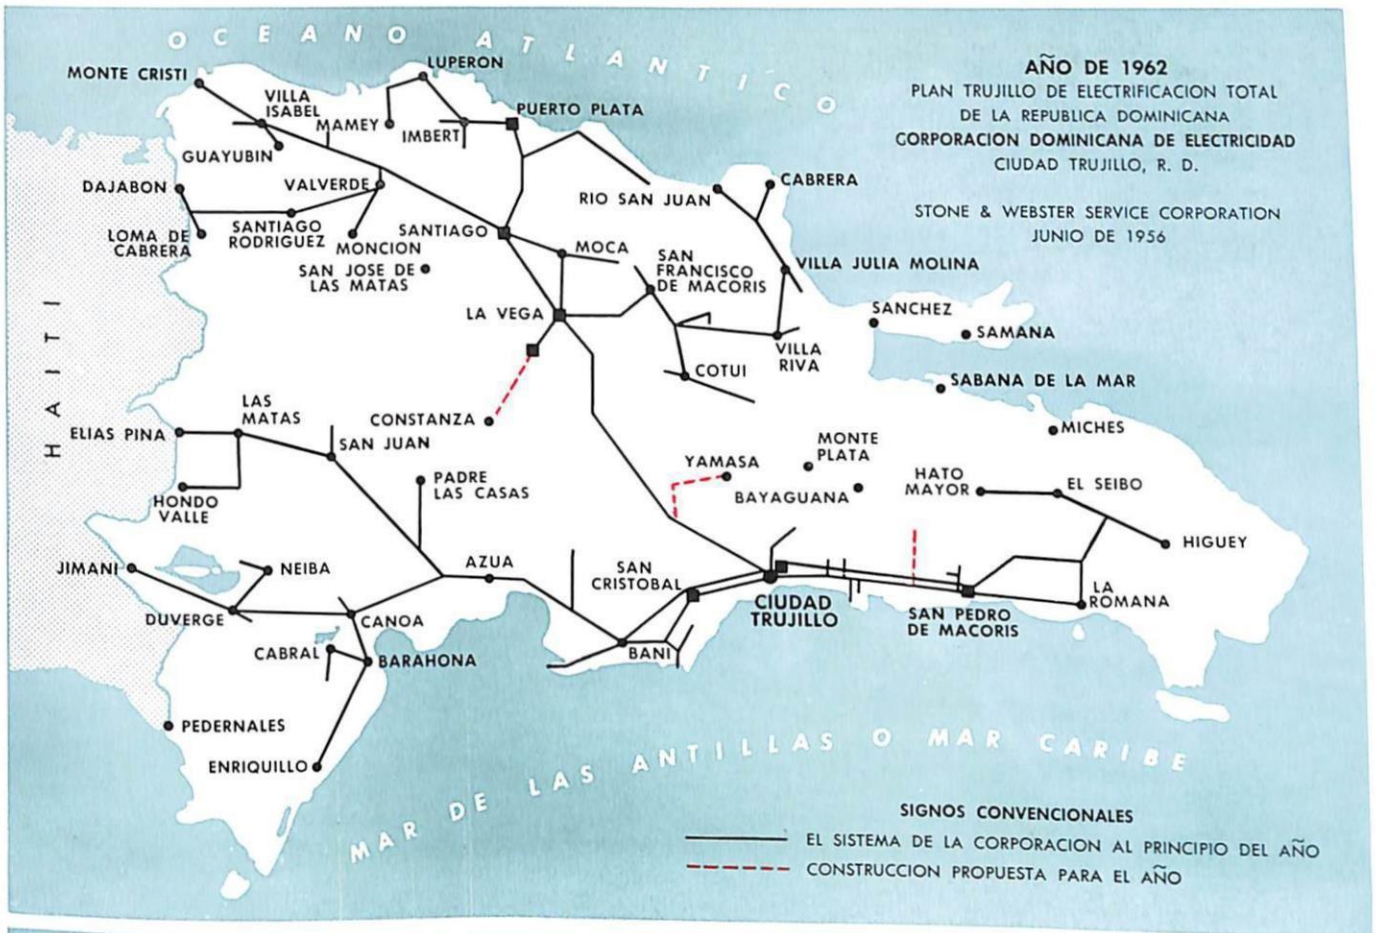 OCEANO ATLANTICO
AÑO DE 1962
PLAN TRUJILLO DE ELECTRIFICACION TOTAL
DE LA REPUBLICA DOMINICANA
CORPORACION DOMINICANA DE ELECTRICIDAD
CIUDAD TRUJILLO, R. D.
STONE & WEBSTER SERVICE CORPORATION
JUNIO DE 1956
MONTE CRISTI
LUPERON
VILLA
ISABEL
MAMEY
IMBERT
PUERTO PLATA
GUAYUBIN
DAJABON
VALVERDE
RIO SAN JUAN
CABRERA
LOMA DE
CABRERA
SANTIAGO
RODRIGUEZ
MONCION
SANTIAGO
MOCA
SAN JOSE DE
LAS MATAS
SAN
FRANCISCO
DE MACORIS
VILLA JULIA MOLINA
LA VEGA
SANCHEZ
SAMANA
VILLA
RIVA
COTUI
SABANA DE LA MAR
HAITI
CONSTANZA
LAS
MATAS
ELIAS PINA
SAN JUAN
MICHES
MONTE
PLATA
YAMASA
BAYAGUANA
HATO
MAYOR
EL SEIBO
PADRE
LAS CASAS
HONDO
VALLE
HIGUEY
JIMANI
NEIBA
AZUA
SAN
CRISTOBAL
CIUDAD
TRUJILLO
SAN PEDRO
DE MACORIS
LA
ROMANA
DUVERGE
CANOA
CABRAL
BARAHONA
BANI
PEDERNALES
ENRIQUILLO
MAR DE LAS ANTILLAS O MAR CARIBE
SIGNOS CONVENCIONALES
EL SISTEMA DE LA CORPORACION AL PRINCIPIO DEL AÑO
CONSTRUCCION PROPUESTA PARA EL AÑO